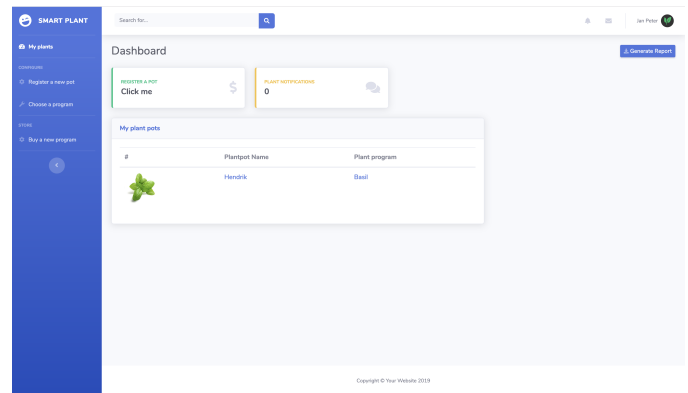 SMART PLANT
Search for...
Jan Peter
My plants
CONFIGURE
Register a new pot
Choose a program
STORE
Buy a new program
Dashboard
Generate Report
REGISTER A POT
Click me
PLANT NOTIFICATIONS
0
My plant pots
# Plantpot Name Plant program
Hendrik Basil
Copyright © Your Website 2019